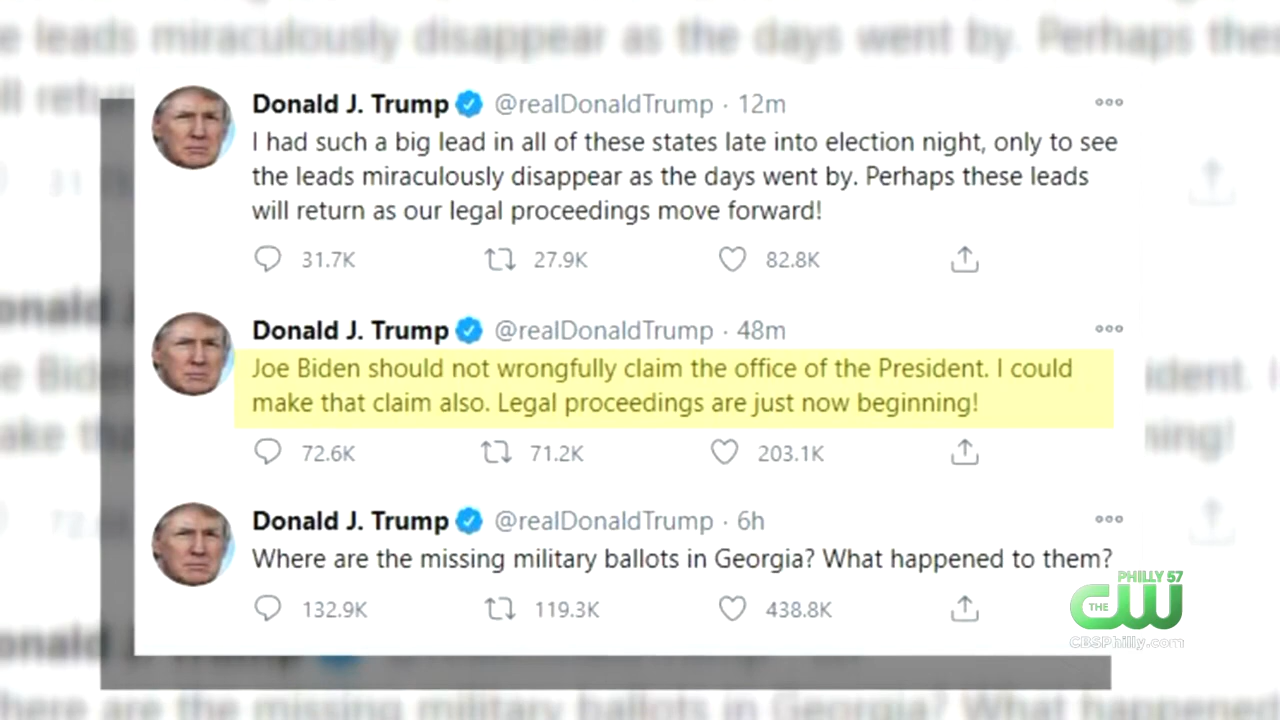 Donald J. Trump @realDonaldTrump · 12m
I had such a big lead in all of these states late into election night, only to see
the leads miraculously disappear as the days went by. Perhaps these leads
will return as our legal proceedings move forward!
31.7K 27.9K 82.8K
Donald J. Trump @realDonaldTrump · 48m
Joe Biden should not wrongfully claim the office of the President. I could
make that claim also. Legal proceedings are just now beginning!
72.6K 71.2K 203.1K
Donald J. Trump @realDonaldTrump · 6h
Where are the missing military ballots in Georgia? What happened to them?
132.9K 119.3K 438.8K
PHILLY 57
THE CW
CBSPhilly.com